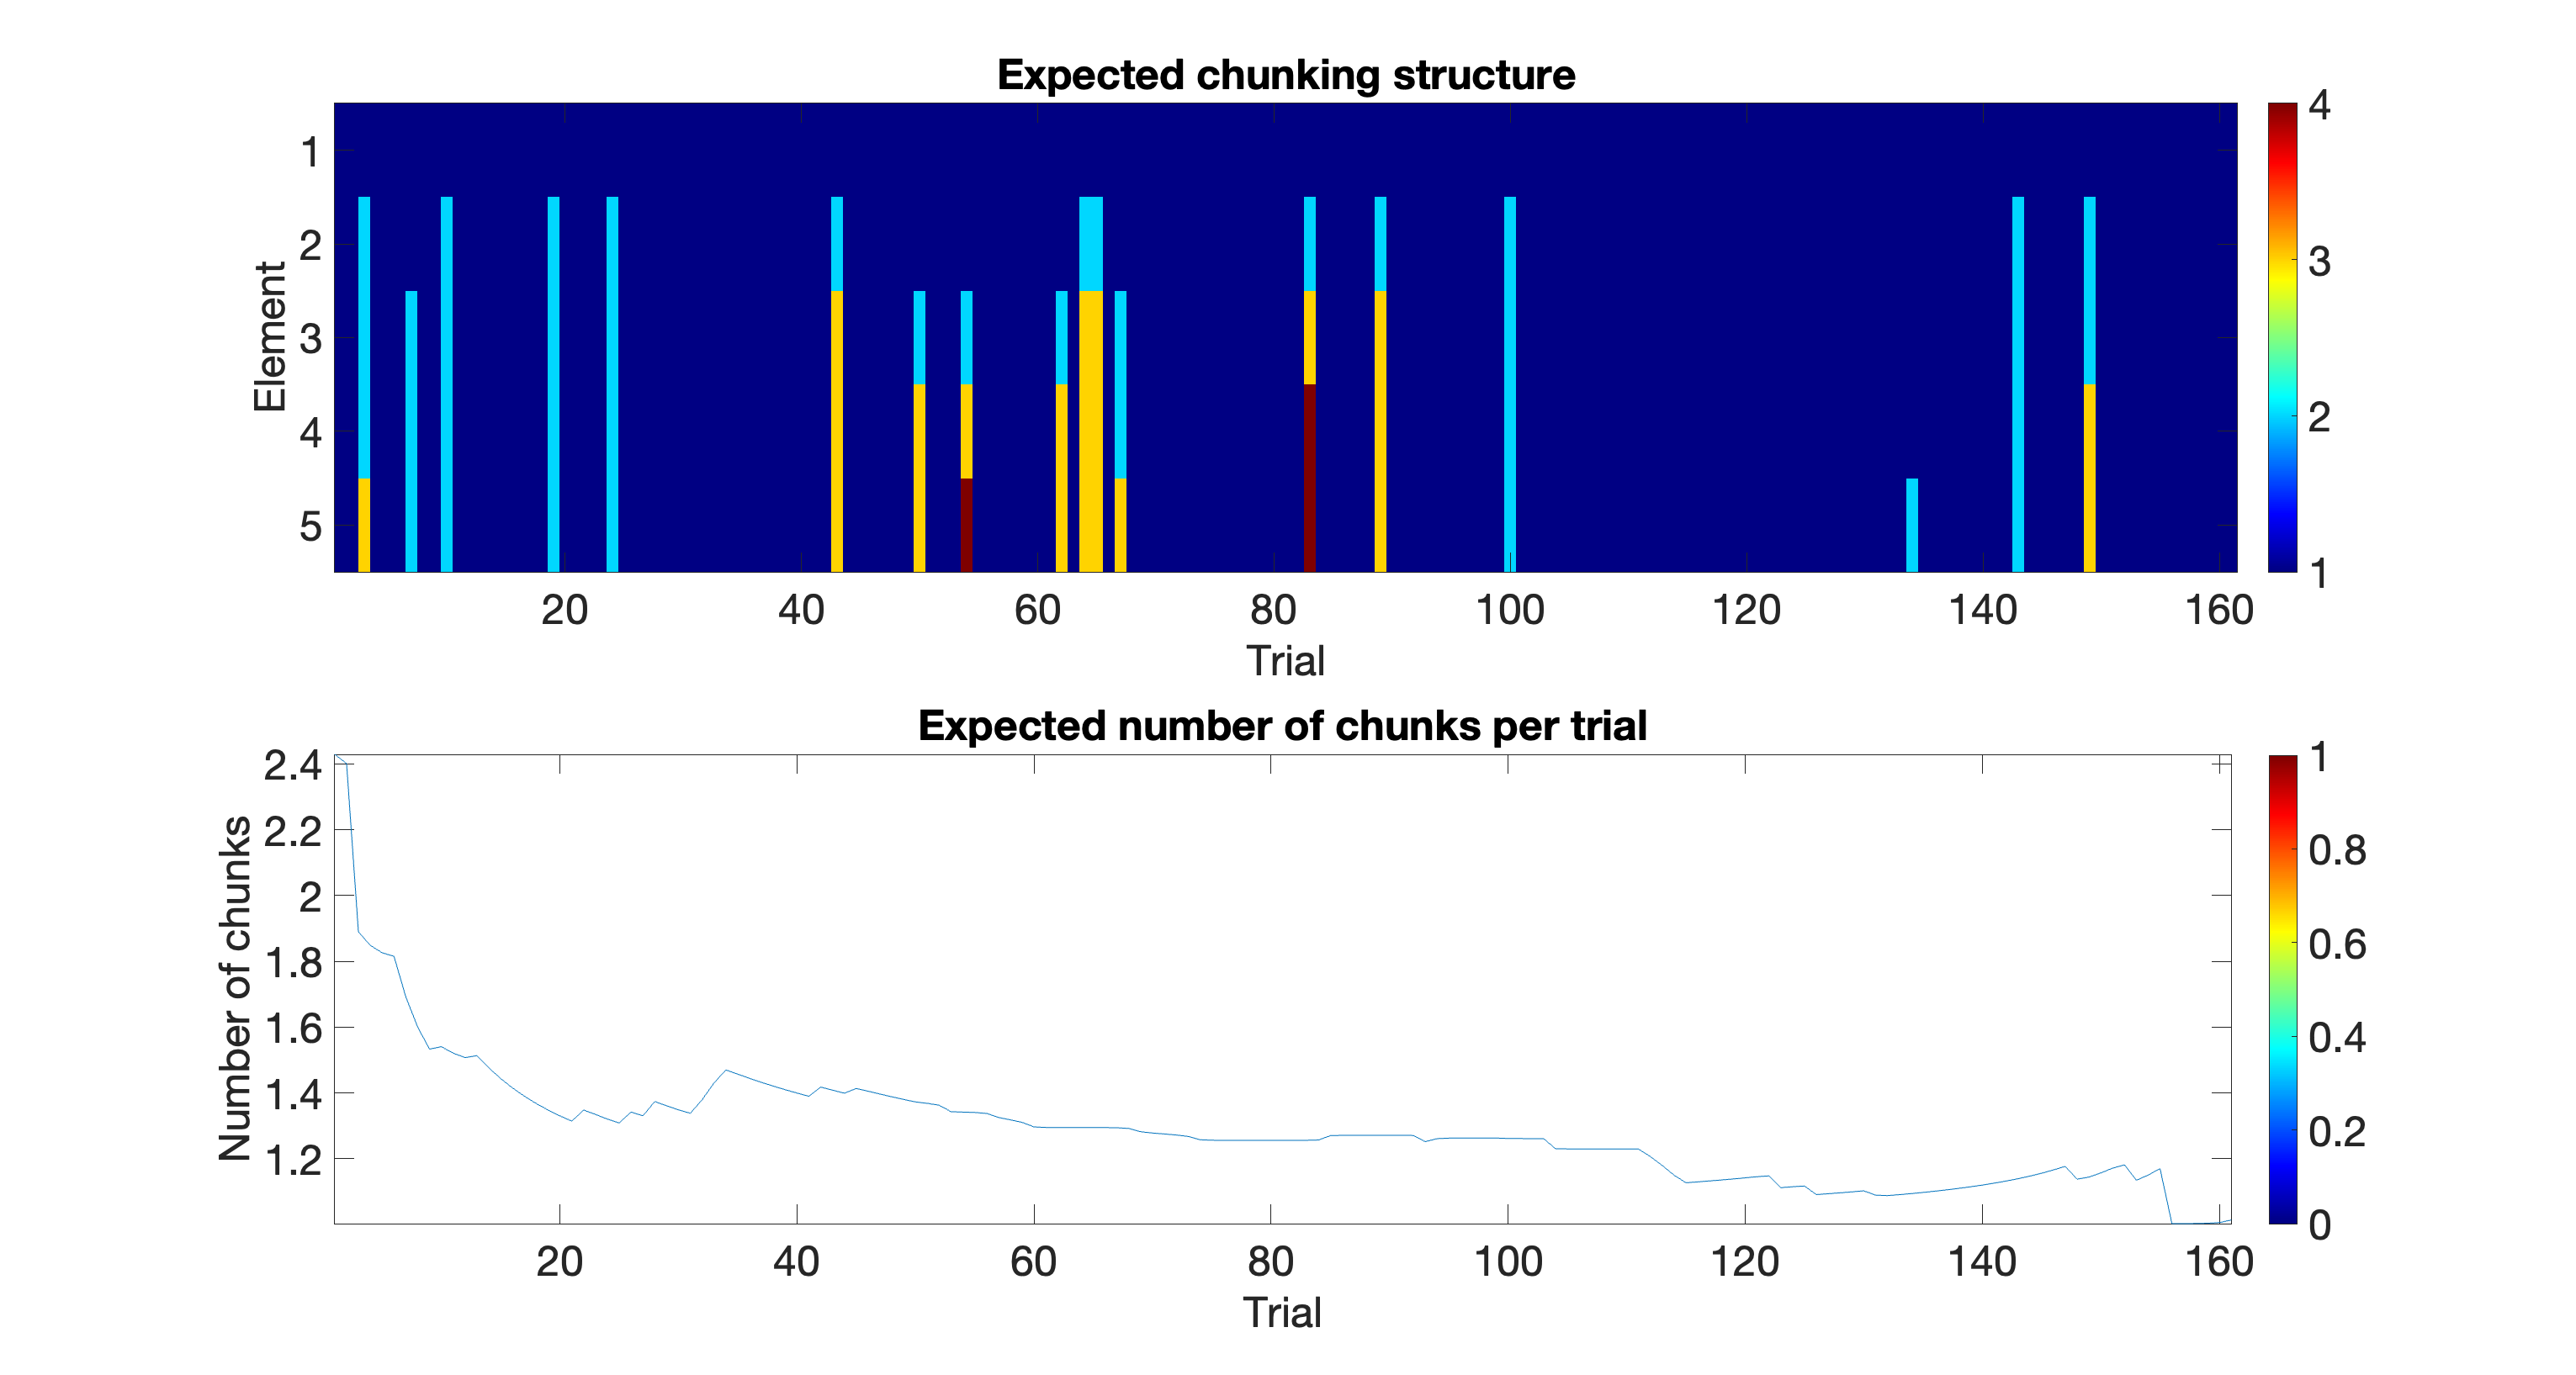 Expected chunking structure
Element
1
2
3
4
5
20 40 60 80 100 120 140 160
Trial
4
3
2
1
Expected number of chunks per trial
Number of chunks
2.4
2.2
2
1.8
1.6
1.4
1.2
20 40 60 80 100 120 140 160
Trial
1
0.8
0.6
0.4
0.2
0